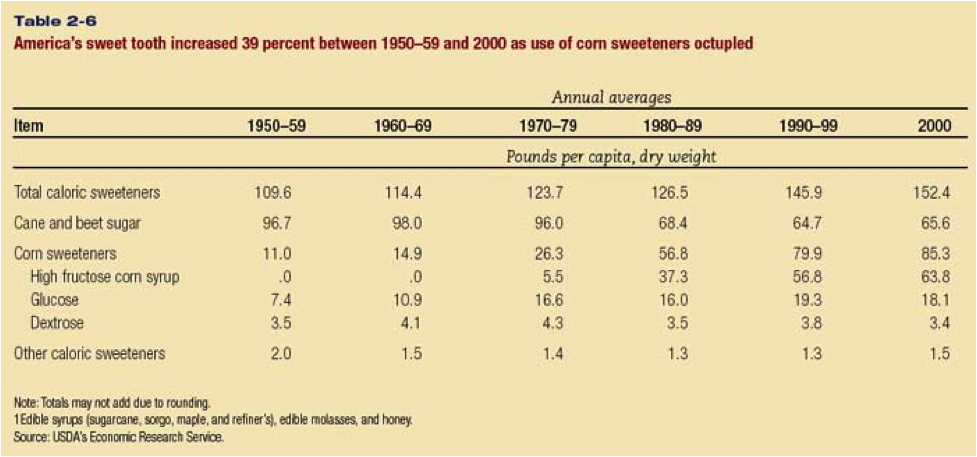 Table 2-6
America's sweet tooth increased 39 percent between 1950–59 and 2000 as use of corn sweeteners octupled
Annual averages
Item 1950–59 1960–69 1970–79 1980–89 1990–99 2000
Pounds per capita, dry weight
Total caloric sweeteners 109.6 114.4 123.7 126.5 145.9 152.4
Cane and beet sugar 96.7 98.0 96.0 68.4 64.7 65.6
Corn sweeteners 11.0 14.9 26.3 56.8 79.9 85.3
High fructose corn syrup .0 .0 5.5 37.3 56.8 63.8
Glucose 7.4 10.9 16.6 16.0 19.3 18.1
Dextrose 3.5 4.1 4.3 3.5 3.8 3.4
Other caloric sweeteners 2.0 1.5 1.4 1.3 1.3 1.5
Note: Totals may not add due to rounding.
1Edible syrups (sugarcane, sorgo, maple, and refiner's), edible molasses, and honey.
Source: USDA's Economic Research Service.